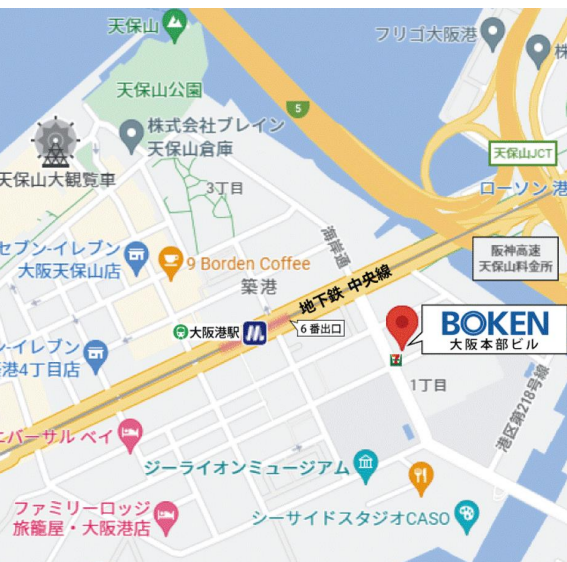 天保山
フリゴ大阪港
株
天保山公園
5
株式会社ブレイン
天保山倉庫
天保山JCT
天保山大観覧車
3丁目
ローソン 港
海岸通
セブン-イレブン
大阪天保山店
9 Borden Coffee
阪神高速
天保山料金所
築港
地下鉄 中央線
大阪港駅
6番出口
BOKEN
大阪本部ビル
ン-イレブン
港4丁目店
1丁目
港区第218号線
バーサル ベイ
ジーライオンミュージアム
ファミリーロッジ
旅籠屋・大阪港店
シーサイドスタジオCASO